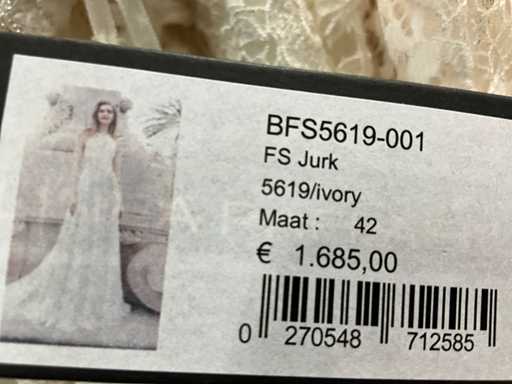 BFS5619-001
FS Jurk
5619/ivory
Maat : 42
€ 1.685,00
0 270548 712585